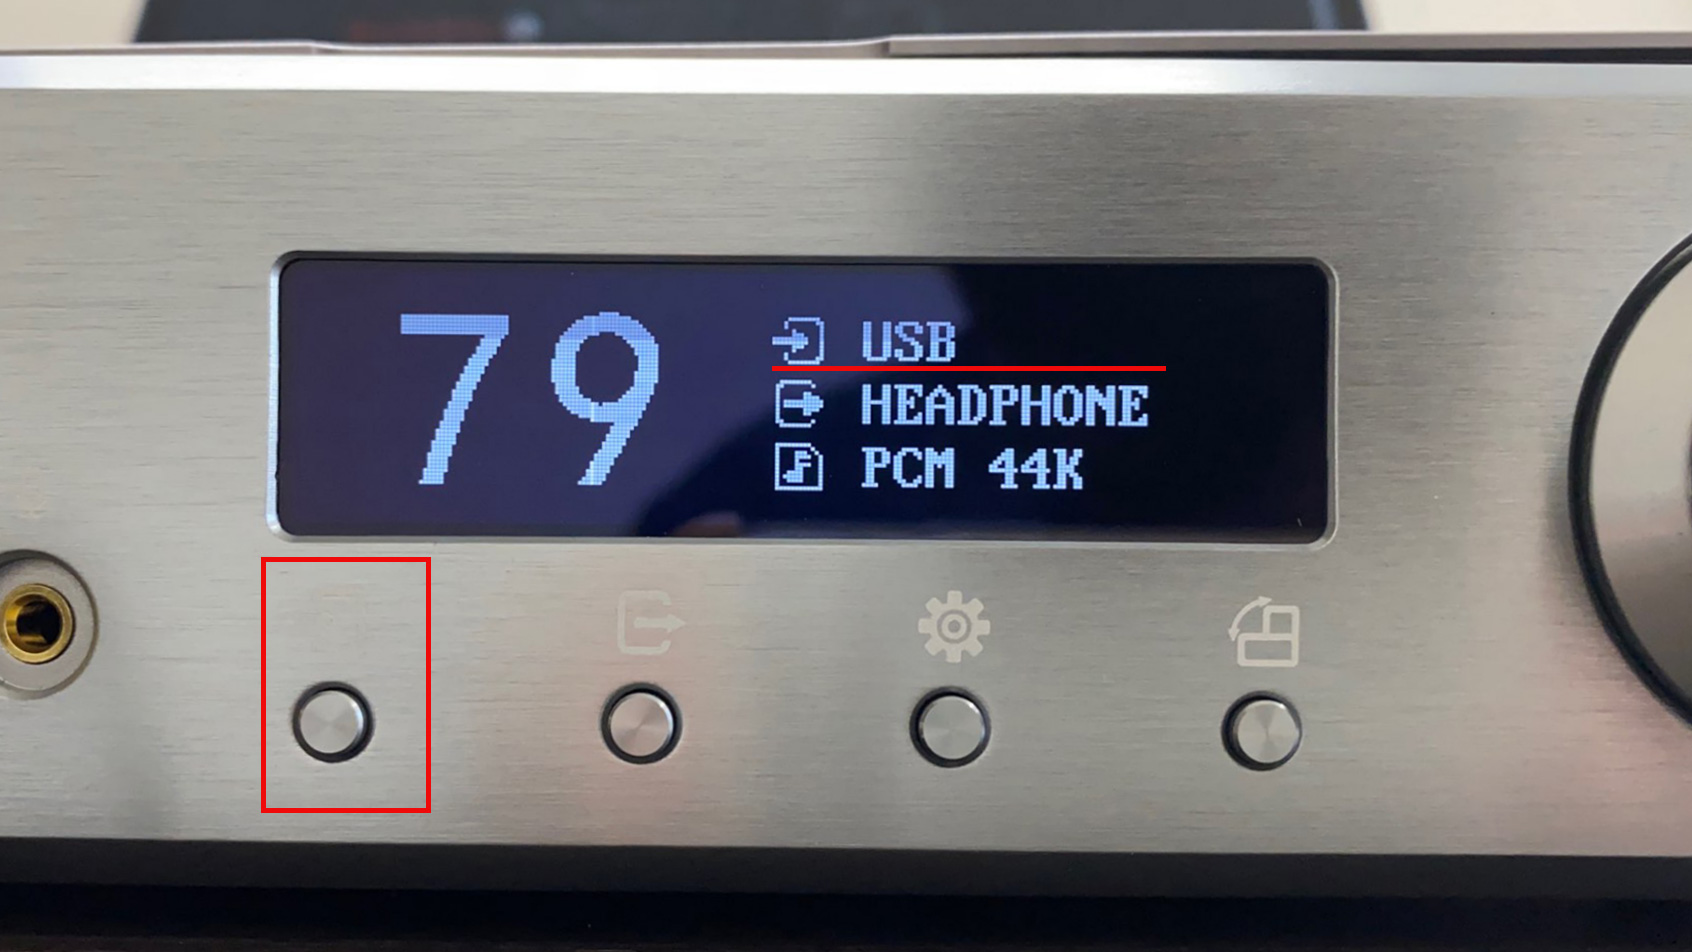 79
USB
HEADPHONE
PCM 44K